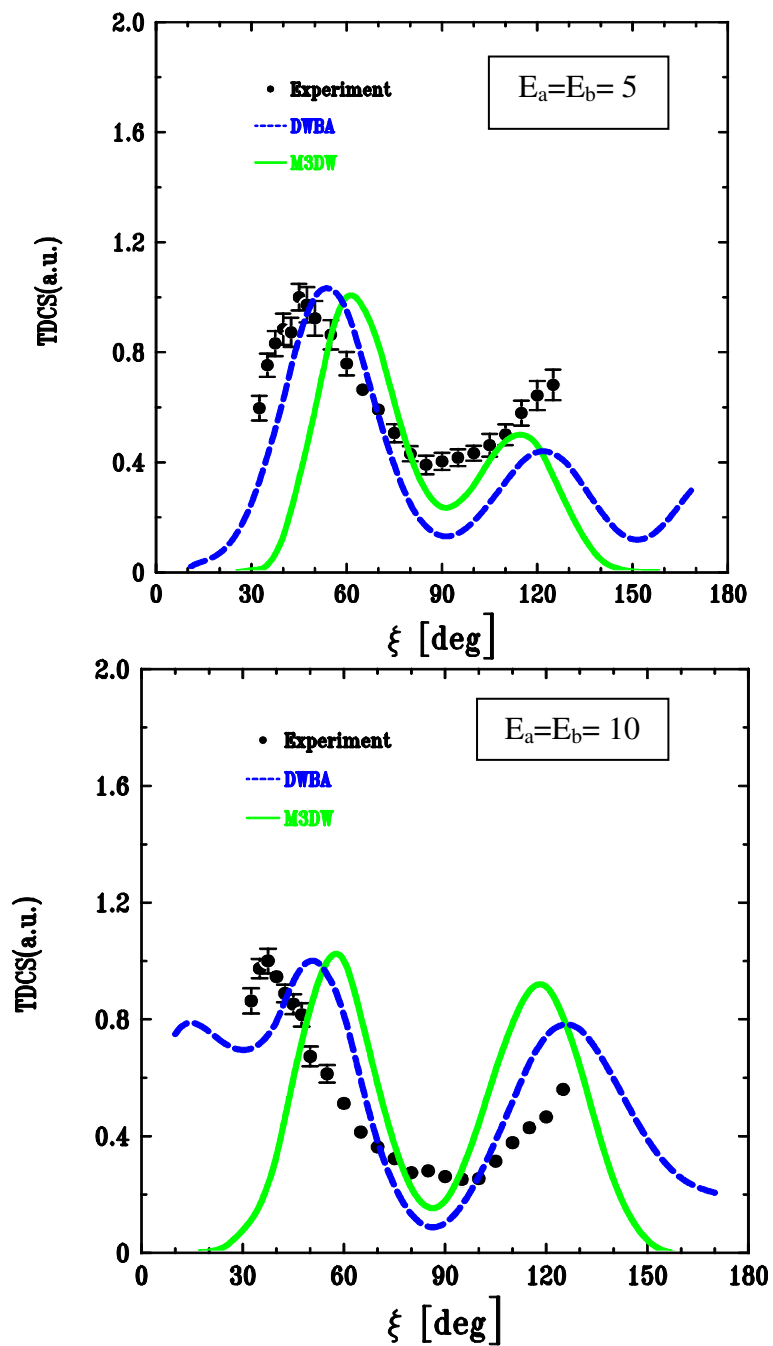 2.0
1.6
1.2
0.8
0.4
0
TDCS(a.u.)
Experiment
DWBA
M3DW
Ea=Eb= 5
0 30 60 90 120 150 180
ξ [deg]
2.0
1.6
1.2
0.8
0.4
0
TDCS(a.u.)
Experiment
DWBA
M3DW
Ea=Eb= 10
0 30 60 90 120 150 180
ξ [deg]